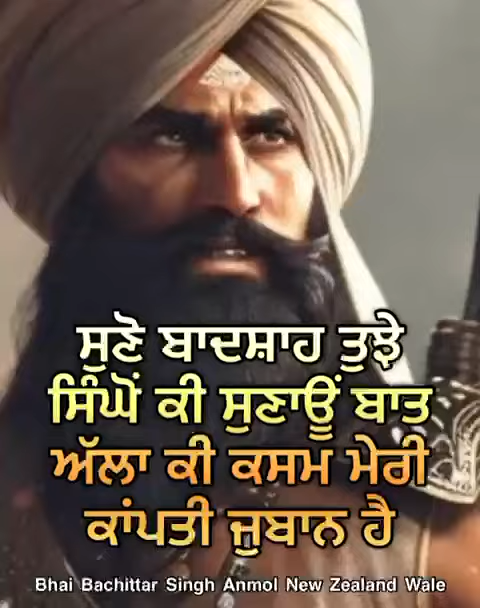 ਸੁਣੋ ਬਾਦਸ਼ਾਹ ਤੁਝੇ
ਸਿੰਘੋਂ ਕੀ ਸੁਣਾਊਂ ਬਾਤ
ਅੱਲਾ ਕੀ ਕਸਮ ਮੇਰੀ
ਕਾਂਪਤੀ ਜੁਬਾਨ ਹੈ
Bhai Bachittar Singh Anmol New Zealand Wale